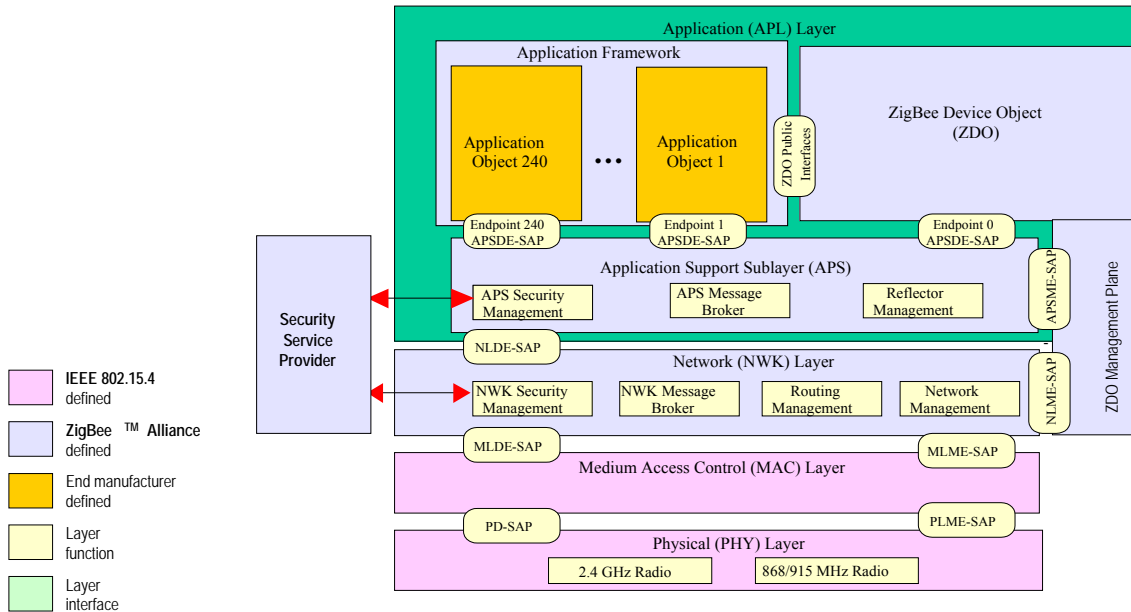 Application (APL) Layer
Application Framework
Application
Object 240
...
Application
Object 1
ZDO Public
Interfaces
ZigBee Device Object
(ZDO)
Endpoint 240
APSDE-SAP
Endpoint 1
APSDE-SAP
Endpoint 0
APSDE-SAP
Application Support Sublayer (APS)
APS Security
Management
APS Message
Broker
Reflector
Management
APSME-SAP
ZDO Management Plane
Security
Service
Provider
NLDE-SAP
Network (NWK) Layer
NWK Security
Management
NWK Message
Broker
Routing
Management
Network
Management
NLME-SAP
MLDE-SAP
MLME-SAP
Medium Access Control (MAC) Layer
PD-SAP
PLME-SAP
Physical (PHY) Layer
2.4 GHz Radio
868/915 MHz Radio
IEEE 802.15.4
defined
ZigBee ™ Alliance
defined
End manufacturer
defined
Layer
function
Layer
interface